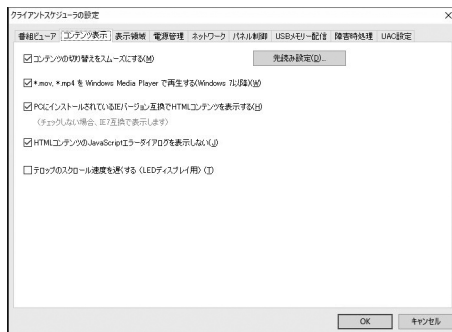 クライアントスケジューラの設定
番組ビューア コンテンツ表示 表示領域 電源管理 ネットワーク パネル制御 USBメモリー配信 障害時処理 UAC設定
コンテンツの切り替えをスムーズにする(M) 先読み設定(D)...
*.mov, *.mp4 を Windows Media Player で再生する(Windows 7以降)(W)
PCにインストールされているIEバージョン互換でHTMLコンテンツを表示する(H)
(チェックしない場合、IE7互換で表示します)
HTMLコンテンツのJavaScriptエラーダイアログを表示しない(J)
テロップのスクロール速度を遅くする (LEDディスプレイ用) (T)
OK キャンセル